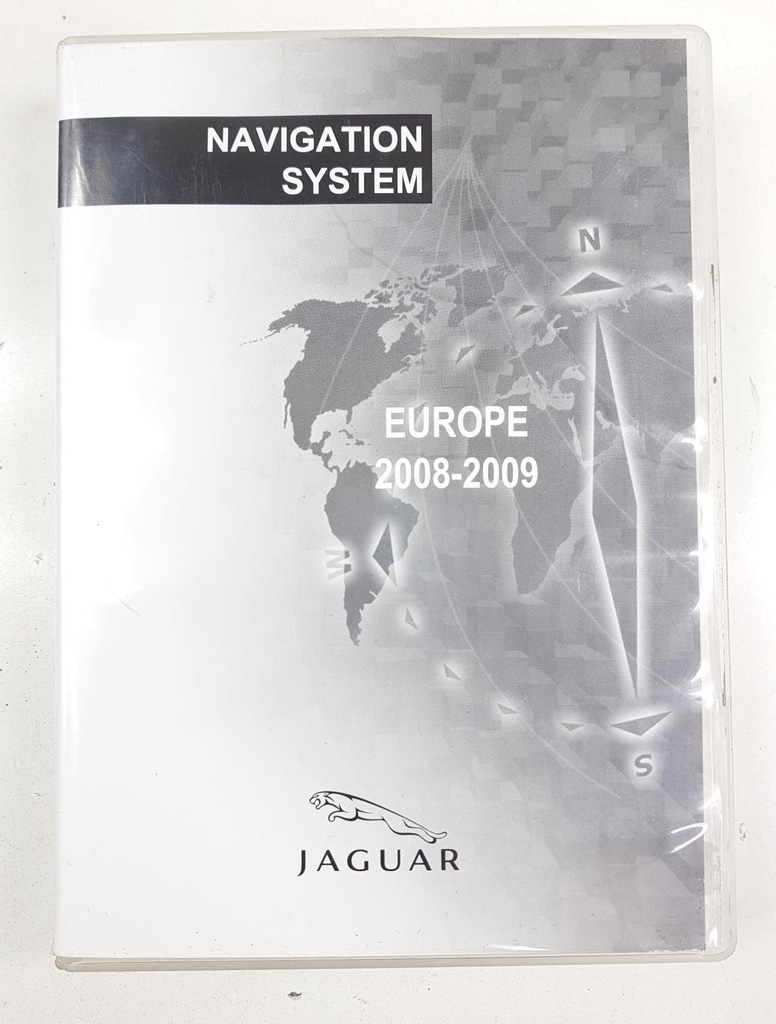 NAVIGATION
SYSTEM
N
EUROPE
2008-2009
W
S
JAGUAR